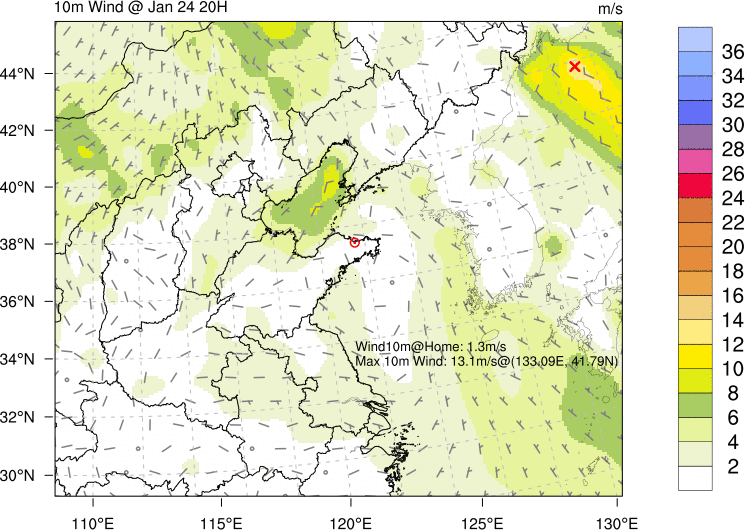 10m Wind @ Jan 24 20H
m/s
44°N
42°N
40°N
38°N
36°N
34°N
32°N
30°N
Wind10m@Home: 1.3m/s
Max 10m Wind: 13.1m/s@(133.09E, 41.79N)
110°E
115°E
120°E
125°E
130°E
36
34
32
30
28
26
24
22
20
18
16
14
12
10
8
6
4
2